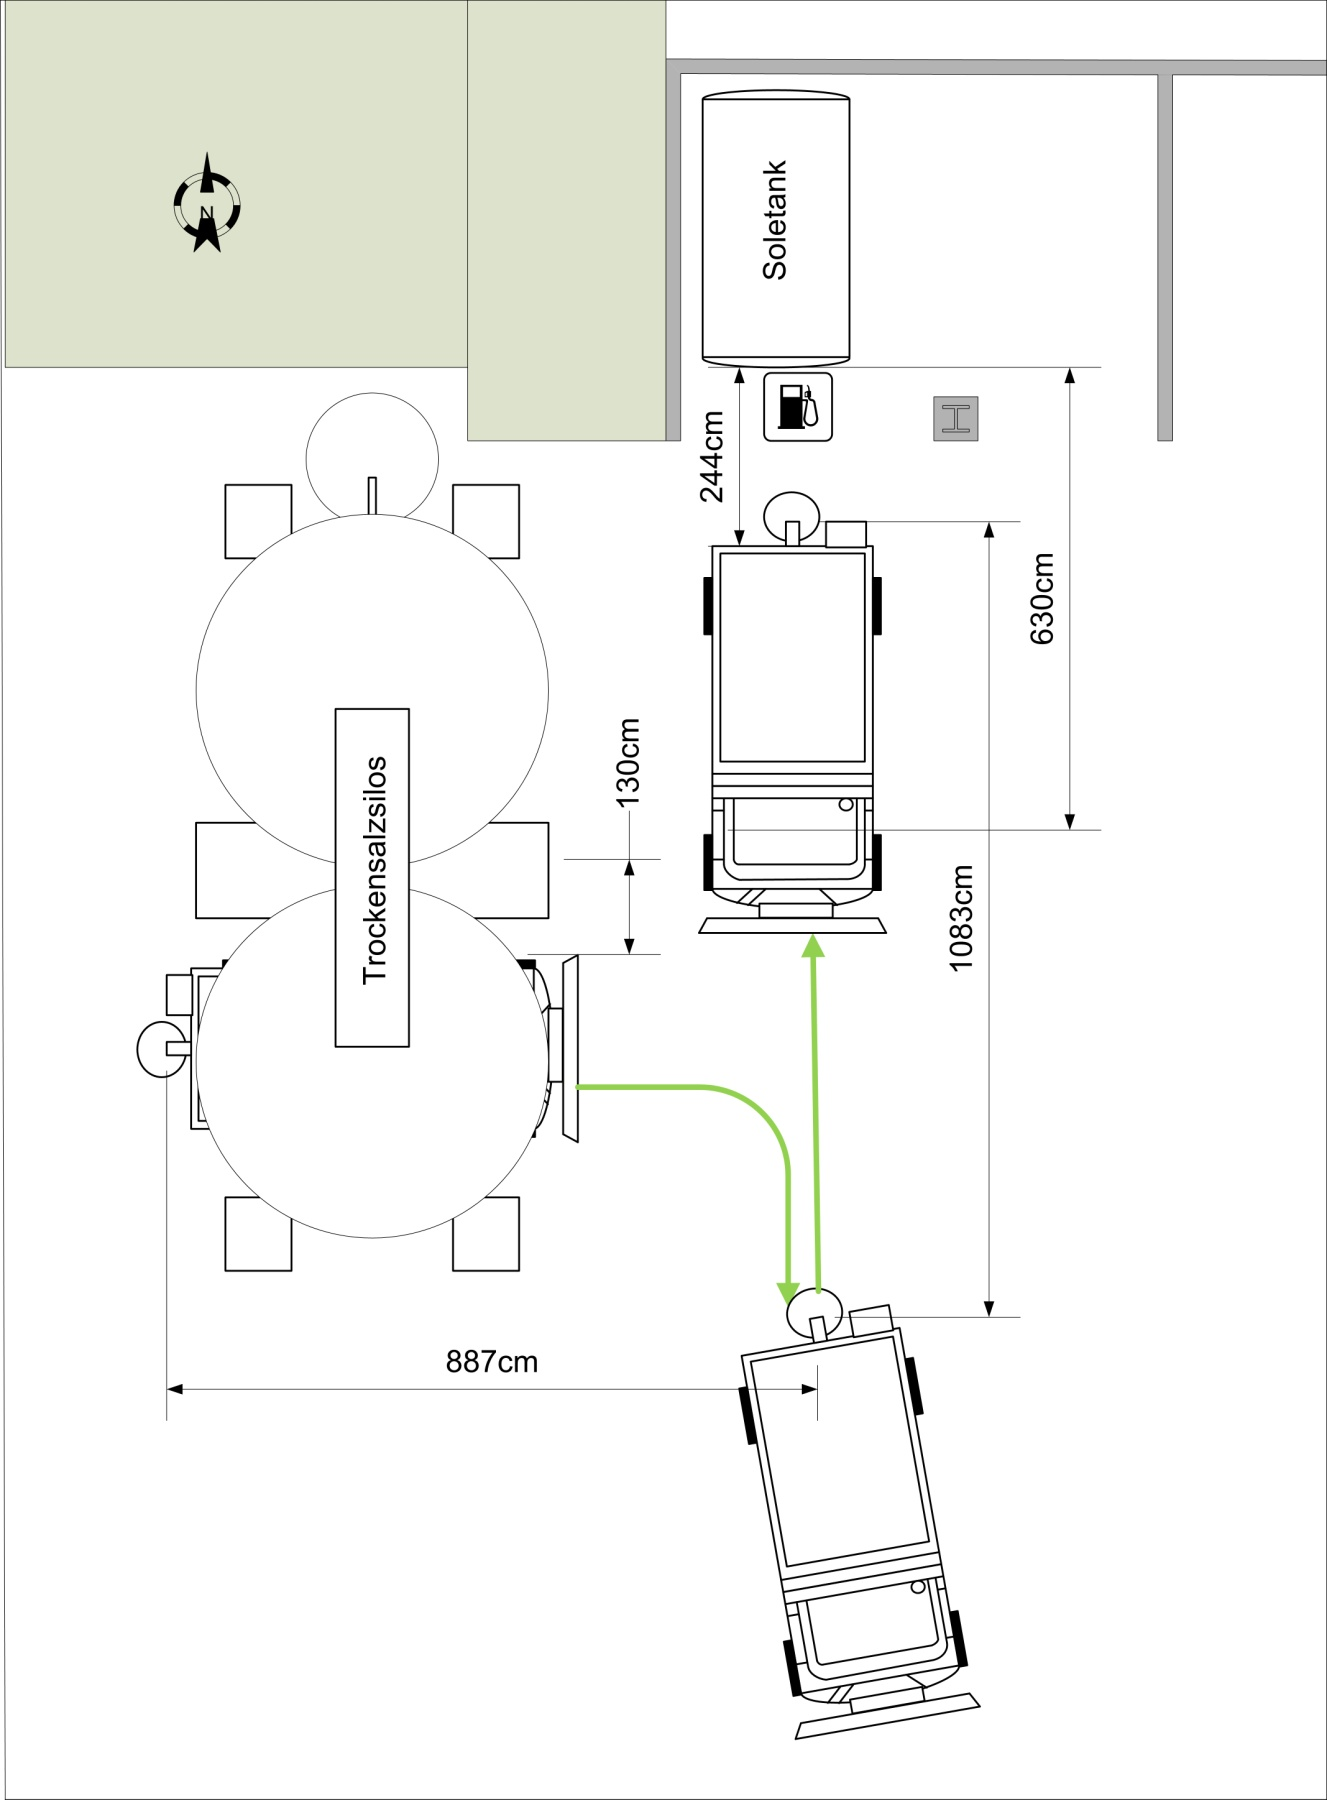 N
Soletank
244cm
630cm
130cm
Trockensalzsilos
1083cm
887cm